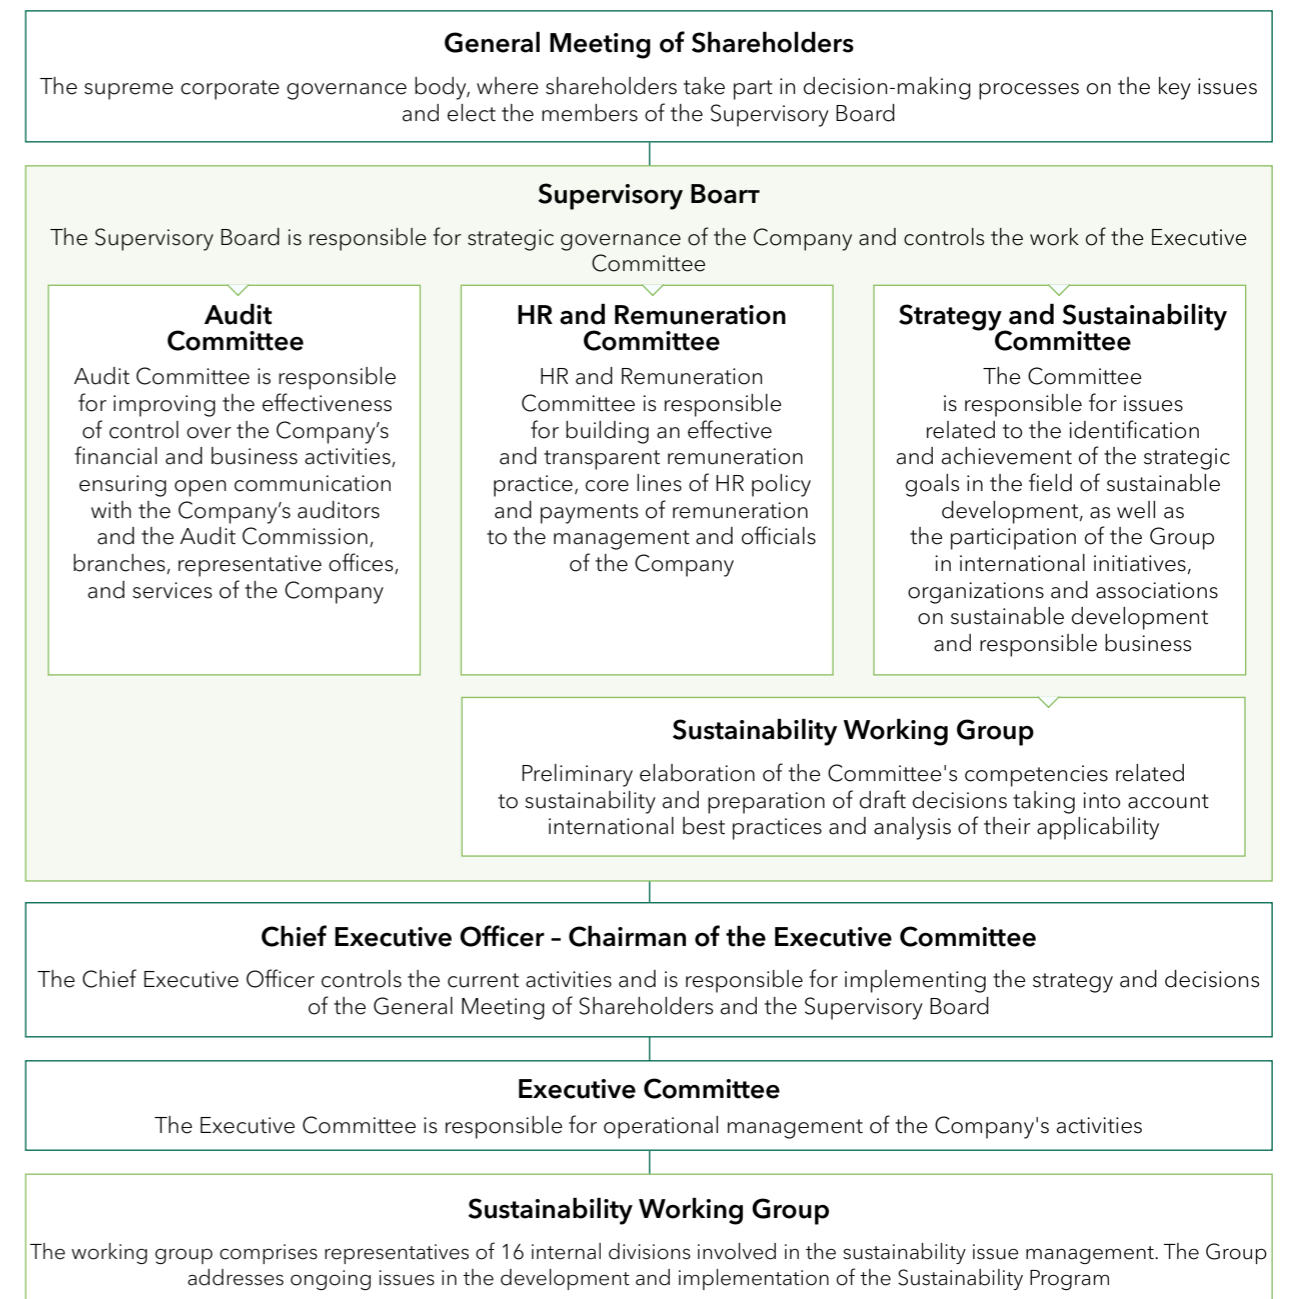 General Meeting of Shareholders
The supreme corporate governance body, where shareholders take part in decision-making processes on the key issues
and elect the members of the Supervisory Board
Supervisory Boarт
The Supervisory Board is responsible for strategic governance of the Company and controls the work of the Executive
Committee
Audit
Committee
Audit Committee is responsible
for improving the effectiveness
of control over the Company’s
financial and business activities,
ensuring open communication
with the Company’s auditors
and the Audit Commission,
branches, representative offices,
and services of the Company
HR and Remuneration
Committee
HR and Remuneration
Committee is responsible
for building an effective
and transparent remuneration
practice, core lines of HR policy
and payments of remuneration
to the management and officials
of the Company
Strategy and Sustainability
Committee
The Committee
is responsible for issues
related to the identification
and achievement of the strategic
goals in the field of sustainable
development, as well as
the participation of the Group
in international initiatives,
organizations and associations
on sustainable development
and responsible business
Sustainability Working Group
Preliminary elaboration of the Committee's competencies related
to sustainability and preparation of draft decisions taking into account
international best practices and analysis of their applicability
Chief Executive Officer – Chairman of the Executive Committee
The Chief Executive Officer controls the current activities and is responsible for implementing the strategy and decisions
of the General Meeting of Shareholders and the Supervisory Board
Executive Committee
The Executive Committee is responsible for operational management of the Company's activities
Sustainability Working Group
The working group comprises representatives of 16 internal divisions involved in the sustainability issue management. The Group
addresses ongoing issues in the development and implementation of the Sustainability Program